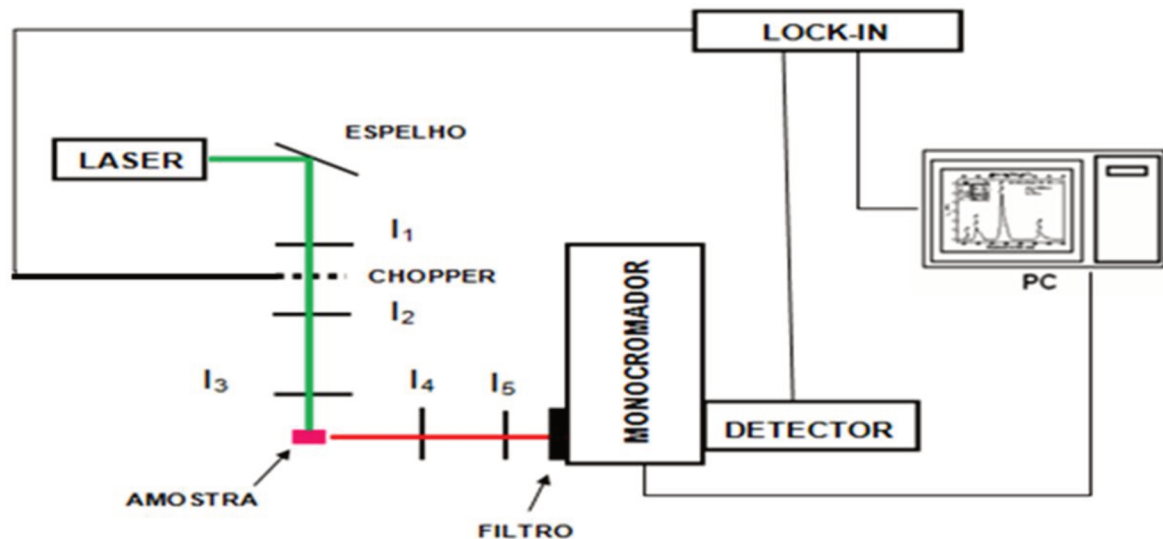 LOCK-IN
ESPELHO
LASER
I₁
CHOPPER
I₂
PC
MONOCROMADOR
I₃
I₄
I₅
DETECTOR
AMOSTRA
FILTRO